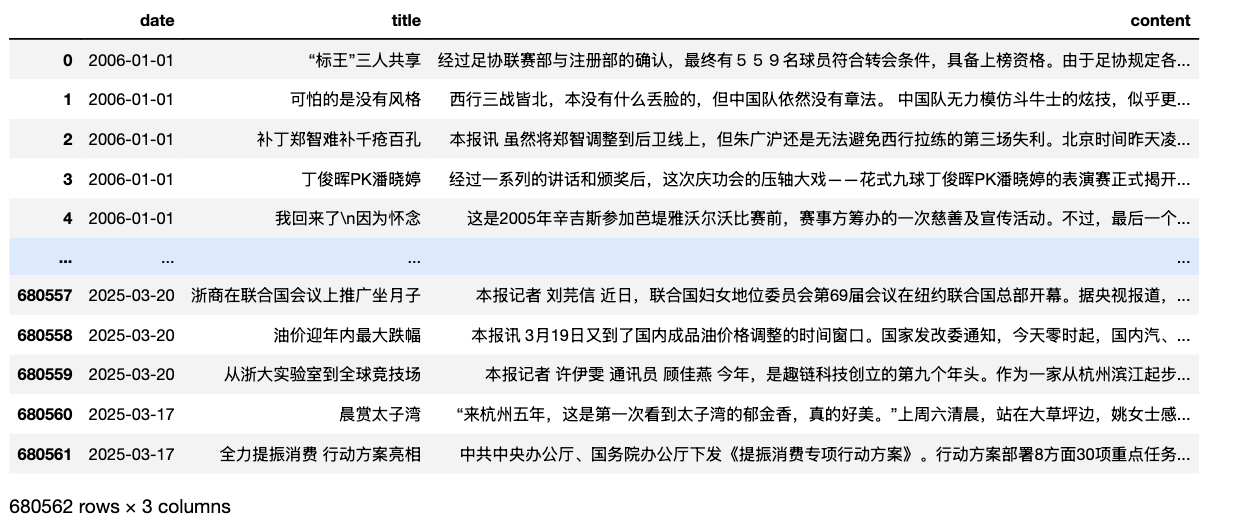 date title content
0 2006-01-01 “标王”三人共享 经过足协联赛部与注册部的确认，最终有５５９名球员符合转会条件，具备上榜资格。由于足协规定各...
1 2006-01-01 可怕的是没有风格 西行三战皆北，本没有什么丢脸的，但中国队依然没有章法。 中国队无力模仿斗牛士的炫技，似乎更...
2 2006-01-01 补丁郑智难补千疮百孔 本报讯 虽然将郑智调整到后卫线上，但朱广沪还是无法避免西行拉练的第三场失利。北京时间昨天凌...
3 2006-01-01 丁俊晖PK潘晓婷 经过一系列的讲话和颁奖后，这次庆功会的压轴大戏——花式九球丁俊晖PK潘晓婷的表演赛正式揭开...
4 2006-01-01 我回来了\n因为怀念 这是2005年辛吉斯参加芭堤雅沃尔沃比赛前，赛事方筹办的一次慈善及宣传活动。不过，最后一个...
... ... ... ...
680557 2025-03-20 浙商在联合国会议上推广坐月子 本报记者 刘芫信 近日，联合国妇女地位委员会第69届会议在纽约联合国总部开幕。据央视报道，...
680558 2025-03-20 油价迎年内最大跌幅 本报讯 3月19日又到了国内成品油价格调整的时间窗口。国家发改委通知，今天零时起，国内汽、...
680559 2025-03-20 从浙大实验室到全球竞技场 本报记者 许伊雯 通讯员 顾佳燕 今年，是趣链科技创立的第九个年头。作为一家从杭州滨江起步...
680560 2025-03-17 晨赏太子湾 “来杭州五年，这是第一次看到太子湾的郁金香，真的好美。”上周六清晨，站在大草坪边，姚女士感...
680561 2025-03-17 全力提振消费 行动方案亮相 中共中央办公厅、国务院办公厅下发《提振消费专项行动方案》。行动方案部署8方面30项重点任务...
680562 rows × 3 columns